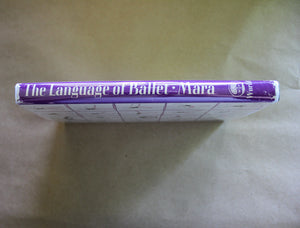 The Language of Ballet · Mara